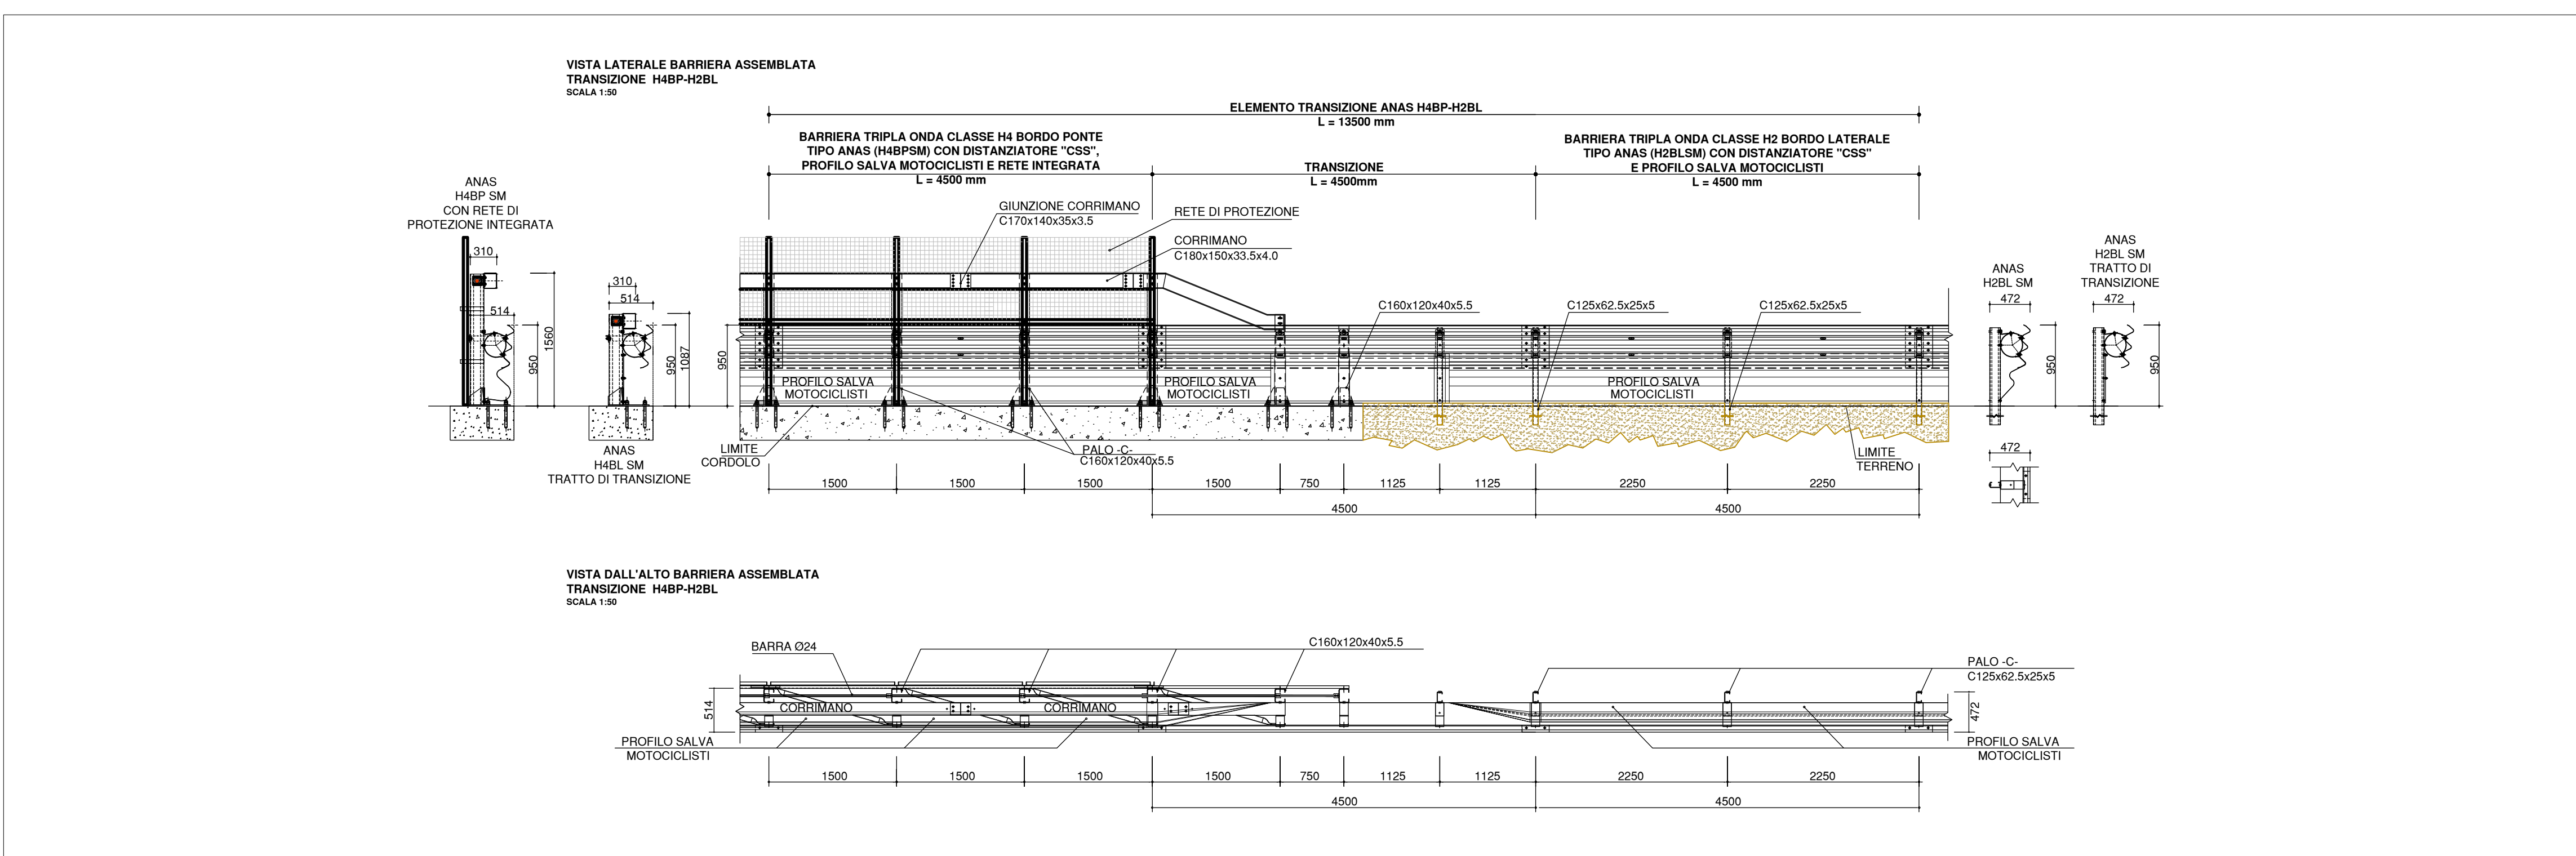 VISTA LATERALE BARRIERA ASSEMBLATA
TRANSIZIONE H4BP-H2BL
SCALA 1:50
ELEMENTO TRANSIZIONE ANAS H4BP-H2BL
L = 13500 mm
BARRIERA TRIPLA ONDA CLASSE H4 BORDO PONTE
TIPO ANAS (H4BPSM) CON DISTANZIATORE "CSS",
PROFILO SALVA MOTOCICLISTI E RETE INTEGRATA
L = 4500 mm
TRANSIZIONE
L = 4500mm
BARRIERA TRIPLA ONDA CLASSE H2 BORDO LATERALE
TIPO ANAS (H2BLSM) CON DISTANZIATORE "CSS"
E PROFILO SALVA MOTOCICLISTI
L = 4500 mm
ANAS
H4BP SM
CON RETE DI
PROTEZIONE INTEGRATA
310
514
1560
950
310
514
950
1087
ANAS
H4BL SM
TRATTO DI TRANSIZIONE
GIUNZIONE CORRIMANO
C170x140x35x3.5
RETE DI PROTEZIONE
CORRIMANO
C180x150x33.5x4.0
C160x120x40x5.5
C125x62.5x25x5
C125x62.5x25x5
950
PROFILO SALVA
MOTOCICLISTI
PROFILO SALVA
MOTOCICLISTI
PROFILO SALVA
MOTOCICLISTI
LIMITE
CORDOLO
PALO -C-
C160x120x40x5.5
LIMITE
TERRENO
ANAS
H2BL SM
472
950
472
ANAS
H2BL SM
TRATTO DI
TRANSIZIONE
472
950
1500
1500
1500
1500
750
1125
1125
2250
2250
4500
4500
VISTA DALL'ALTO BARRIERA ASSEMBLATA
TRANSIZIONE H4BP-H2BL
SCALA 1:50
BARRA Ø24
C160x120x40x5.5
PALO -C-
C125x62.5x25x5
514
CORRIMANO
CORRIMANO
472
PROFILO SALVA
MOTOCICLISTI
PROFILO SALVA
MOTOCICLISTI
1500
1500
1500
1500
750
1125
1125
2250
2250
4500
4500